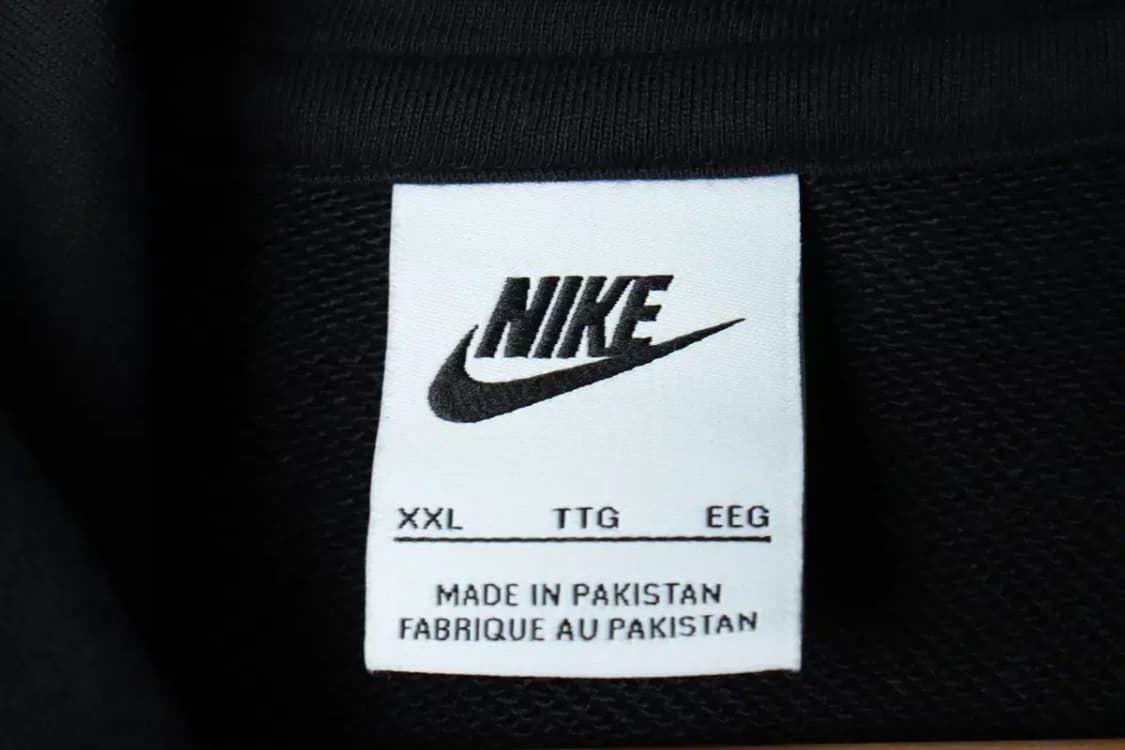 NIKE
XXL TTG EEG
MADE IN PAKISTAN
FABRIQUE AU PAKISTAN